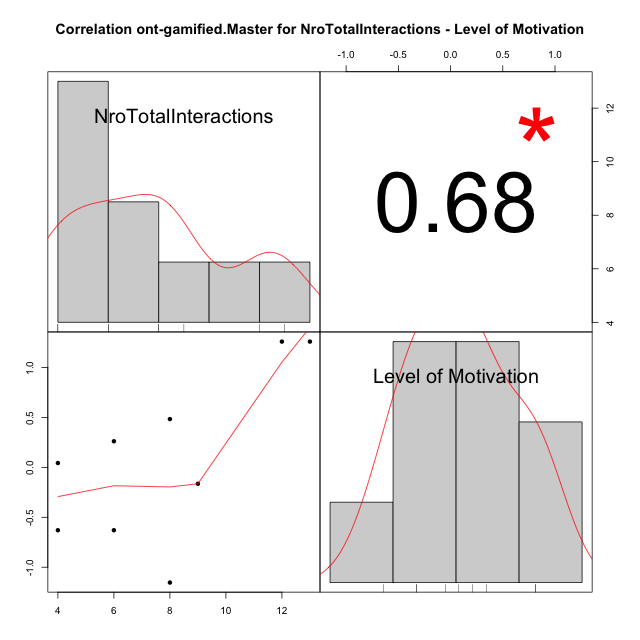 Correlation ont-gamified.Master for NroTotalInteractions - Level of Motivation
-1.0 -0.5 0.0 0.5 1.0
NroTotalInteractions
*
0.68
12
10
8
6
4
Level of Motivation
1.0
0.5
0.0
-0.5
-1.0
4 6 8 10 12